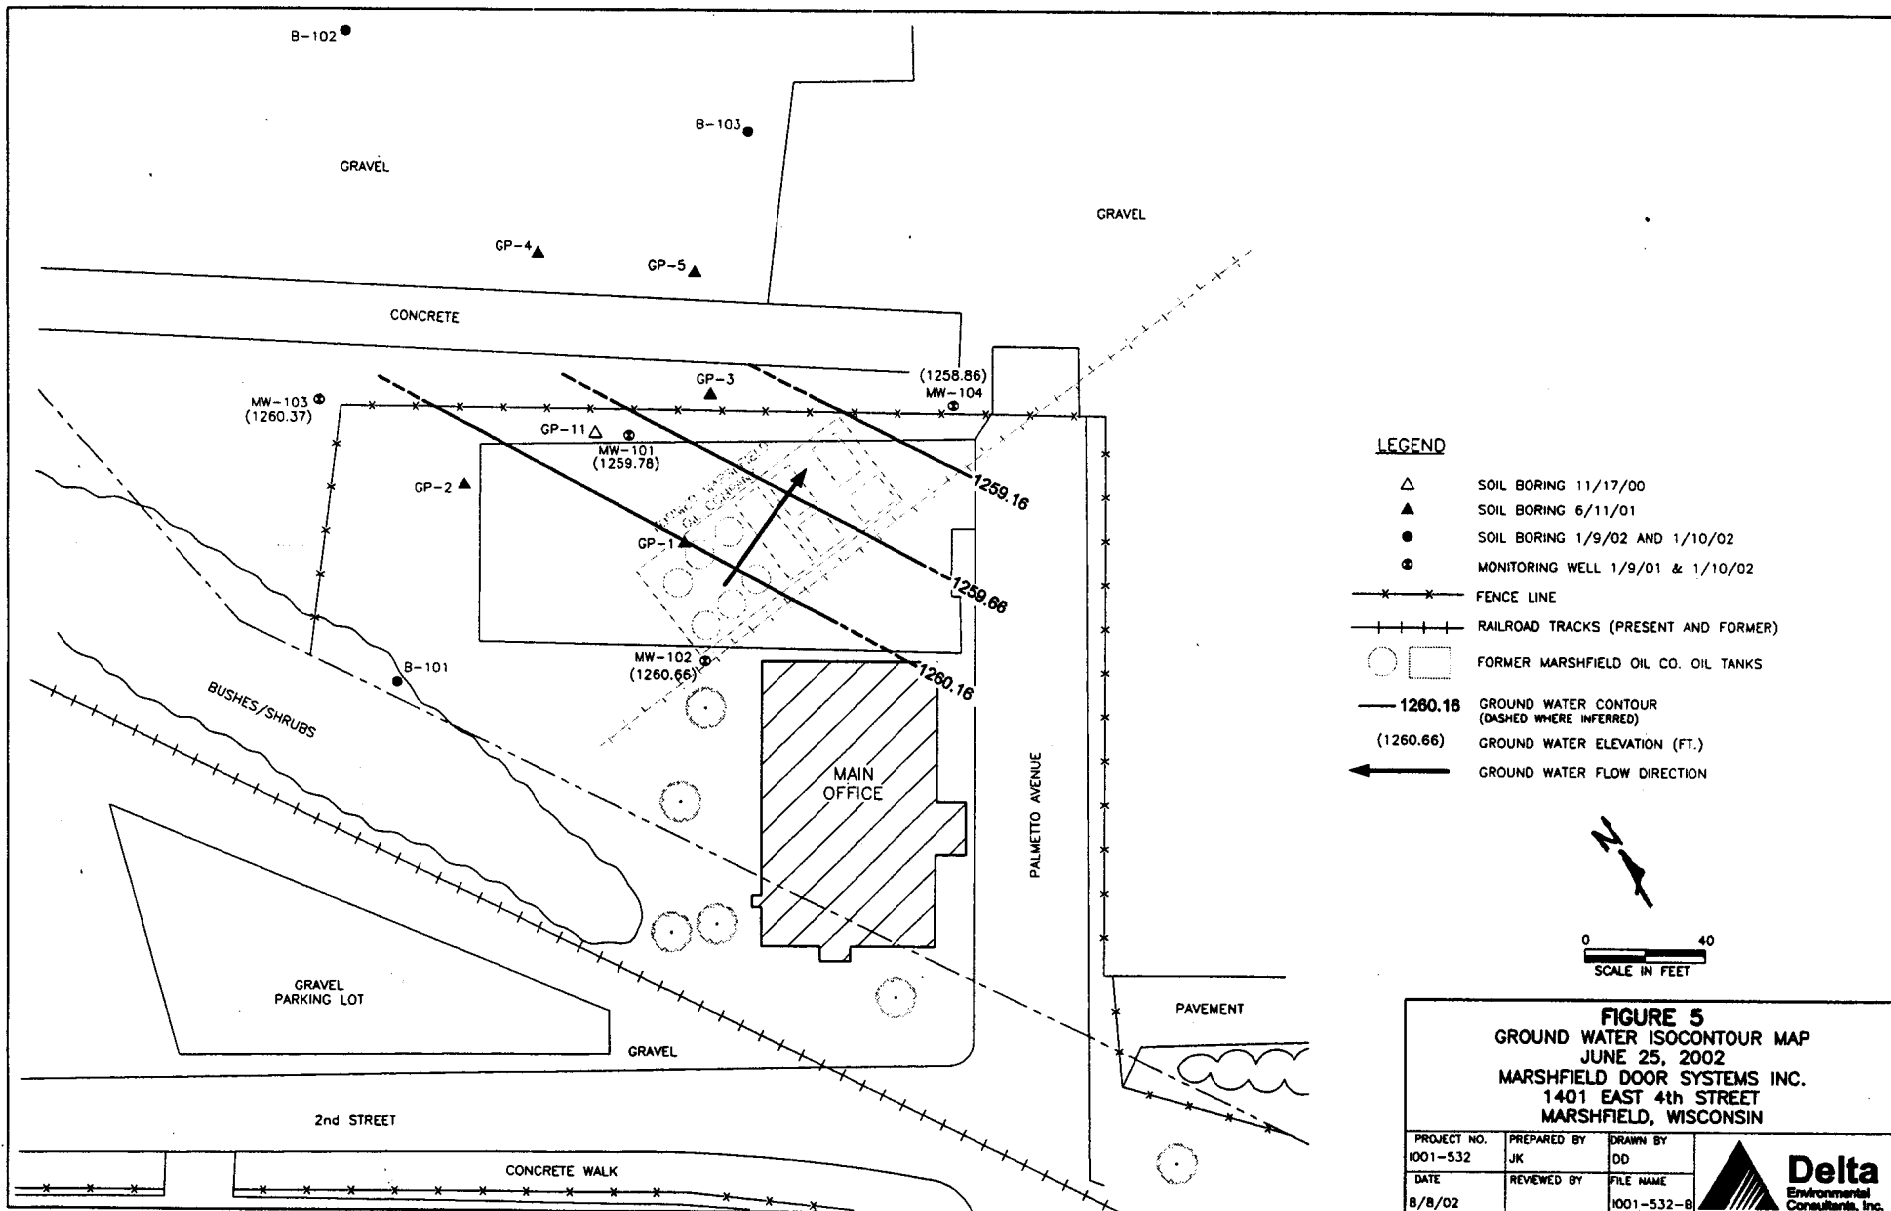 B-102
B-103
GRAVEL
GRAVEL
GP-4
GP-5
CONCRETE
(1258.86)
MW-104
GP-3
MW-103
(1260.37)
GP-11
MW-101
(1259.78)
GP-2
1259.16
GP-1
1259.66
MW-102
(1260.66)
1260.16
B-101
BUSHES/SHRUBS
MAIN
OFFICE
PALMETTO AVENUE
GRAVEL
PARKING LOT
GRAVEL
PAVEMENT
2nd STREET
CONCRETE WALK
LEGEND
SOIL BORING 11/17/00
SOIL BORING 6/11/01
SOIL BORING 1/9/02 AND 1/10/02
MONITORING WELL 1/9/01 & 1/10/02
FENCE LINE
RAILROAD TRACKS (PRESENT AND FORMER)
FORMER MARSHFIELD OIL CO. OIL TANKS
1260.16 GROUND WATER CONTOUR
(DASHED WHERE INFERRED)
(1260.66) GROUND WATER ELEVATION (FT.)
GROUND WATER FLOW DIRECTION
N
0 40
SCALE IN FEET
FIGURE 5
GROUND WATER ISOCONTOUR MAP
JUNE 25, 2002
MARSHFIELD DOOR SYSTEMS INC.
1401 EAST 4th STREET
MARSHFIELD, WISCONSIN
PROJECT NO. PREPARED BY DRAWN BY
I001-532 JK DD
DATE REVIEWED BY FILE NAME
8/8/02 I001-532-B
Delta
Environmental
Consultants, Inc.